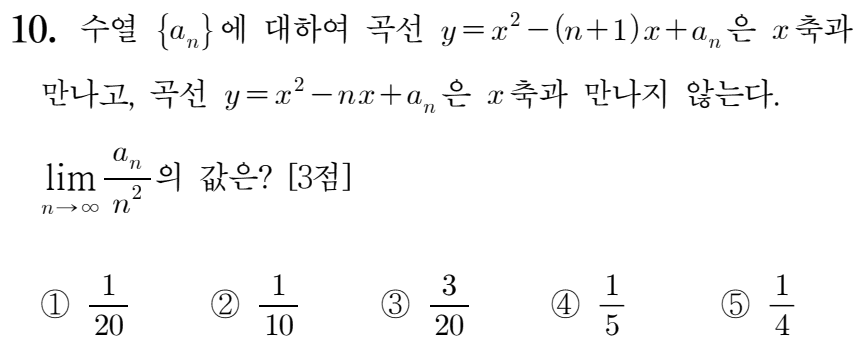 10. 수열 {aₙ}에 대하여 곡선 y=x²-(n+1)x+aₙ은 x축과
만나고, 곡선 y=x²-nx+aₙ은 x축과 만나지 않는다.
lim_{n→∞} aₙ/n² 의 값은? [3점]
① 1/20 ② 1/10 ③ 3/20 ④ 1/5 ⑤ 1/4